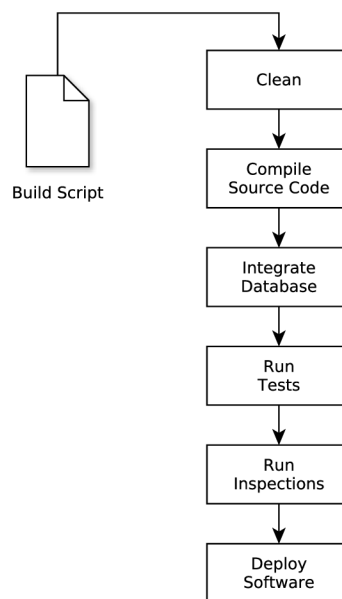 Clean
Build Script
Compile
Source Code
Integrate
Database
Run
Tests
Run
Inspections
Deploy
Software